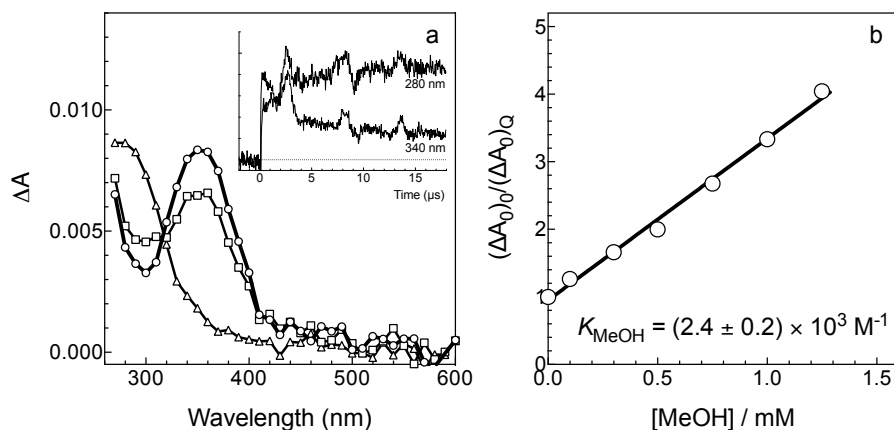 a
0.010
0.005
0.000
ΔA
300
400
500
600
Wavelength (nm)
280 nm
340 nm
0
5
10
15
Time (μs)
b
4
3
2
1
0
(ΔA₀)₀/(ΔA₀)Q
K_MeOH = (2.4 ± 0.2) × 10³ M⁻¹
0.0
0.5
1.0
1.5
[MeOH] / mM